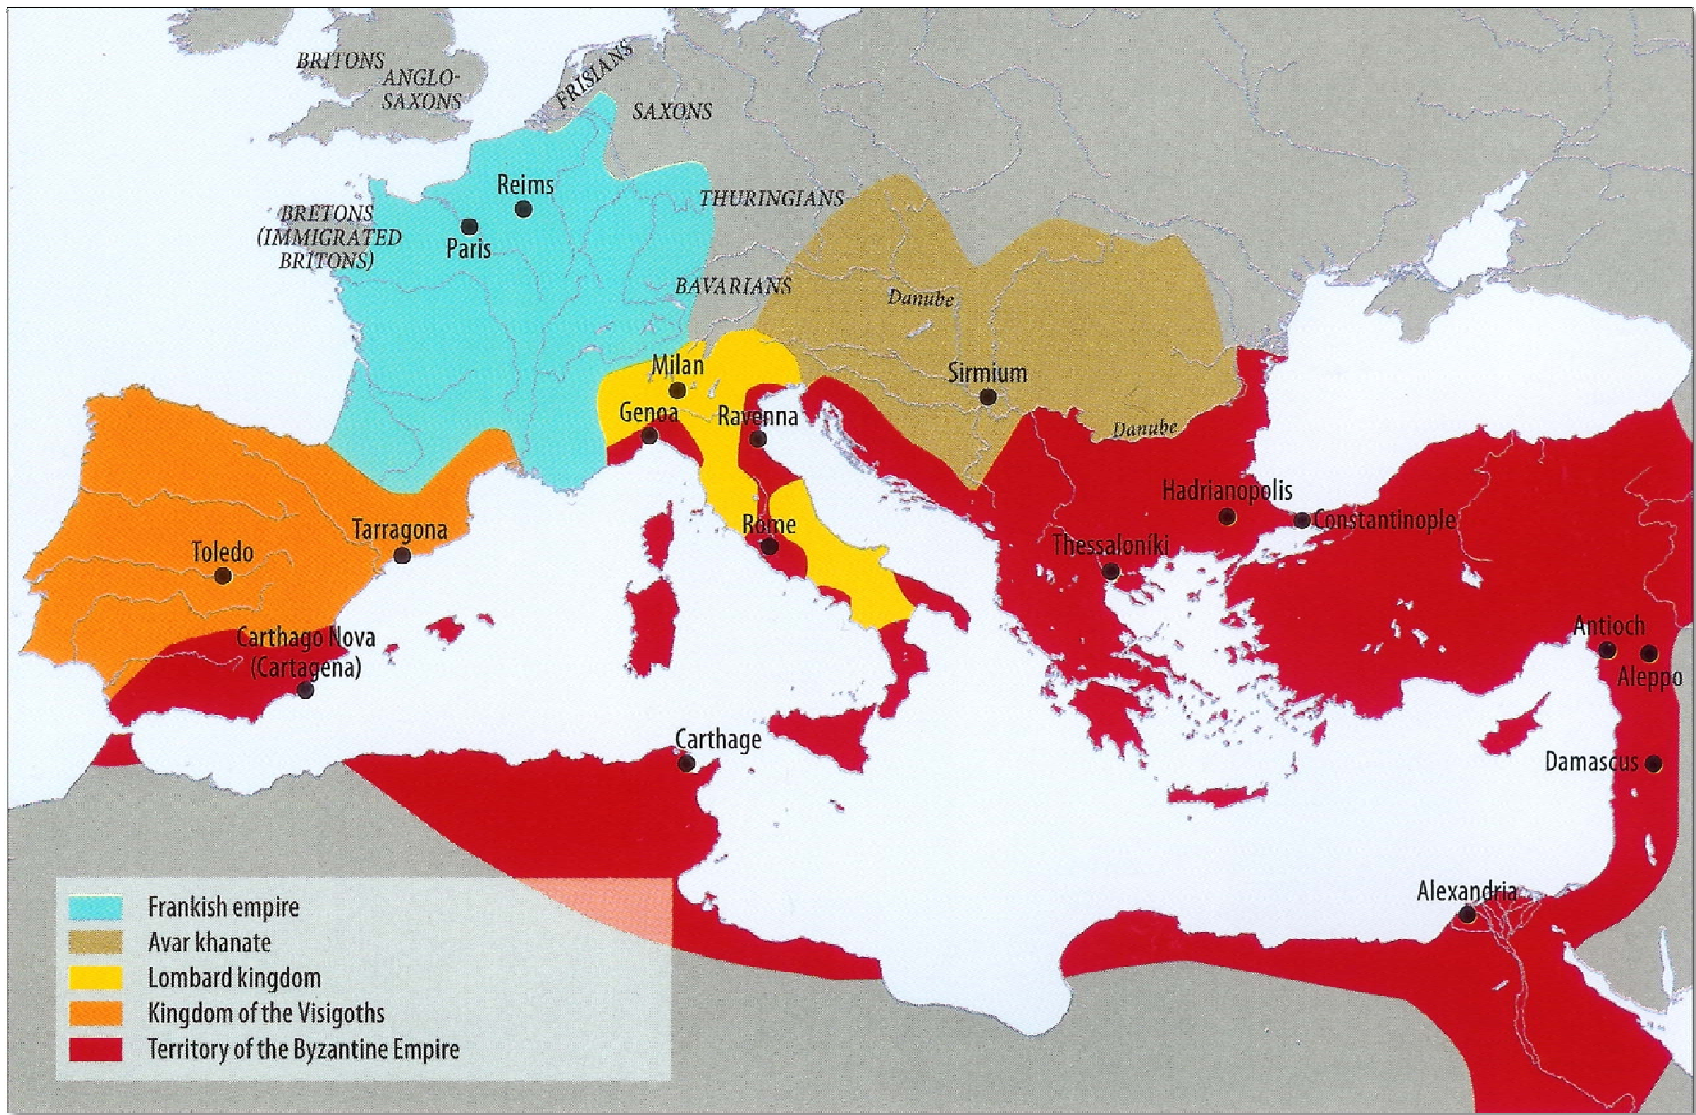 BRITONS
ANGLO-
SAXONS
FRISIANS
SAXONS
Reims
THURINGIANS
BRETONS
(IMMIGRATED
BRITONS)
Paris
BAVARIANS
Danube
Milan
Sirmium
Genoa
Ravenna
Danube
Hadrianopolis
Constantinople
Rome
Tarragona
Toledo
Thessaloníki
Carthago Nova
(Cartagena)
Antioch
Aleppo
Carthage
Damascus
Alexandria
Frankish empire
Avar khanate
Lombard kingdom
Kingdom of the Visigoths
Territory of the Byzantine Empire